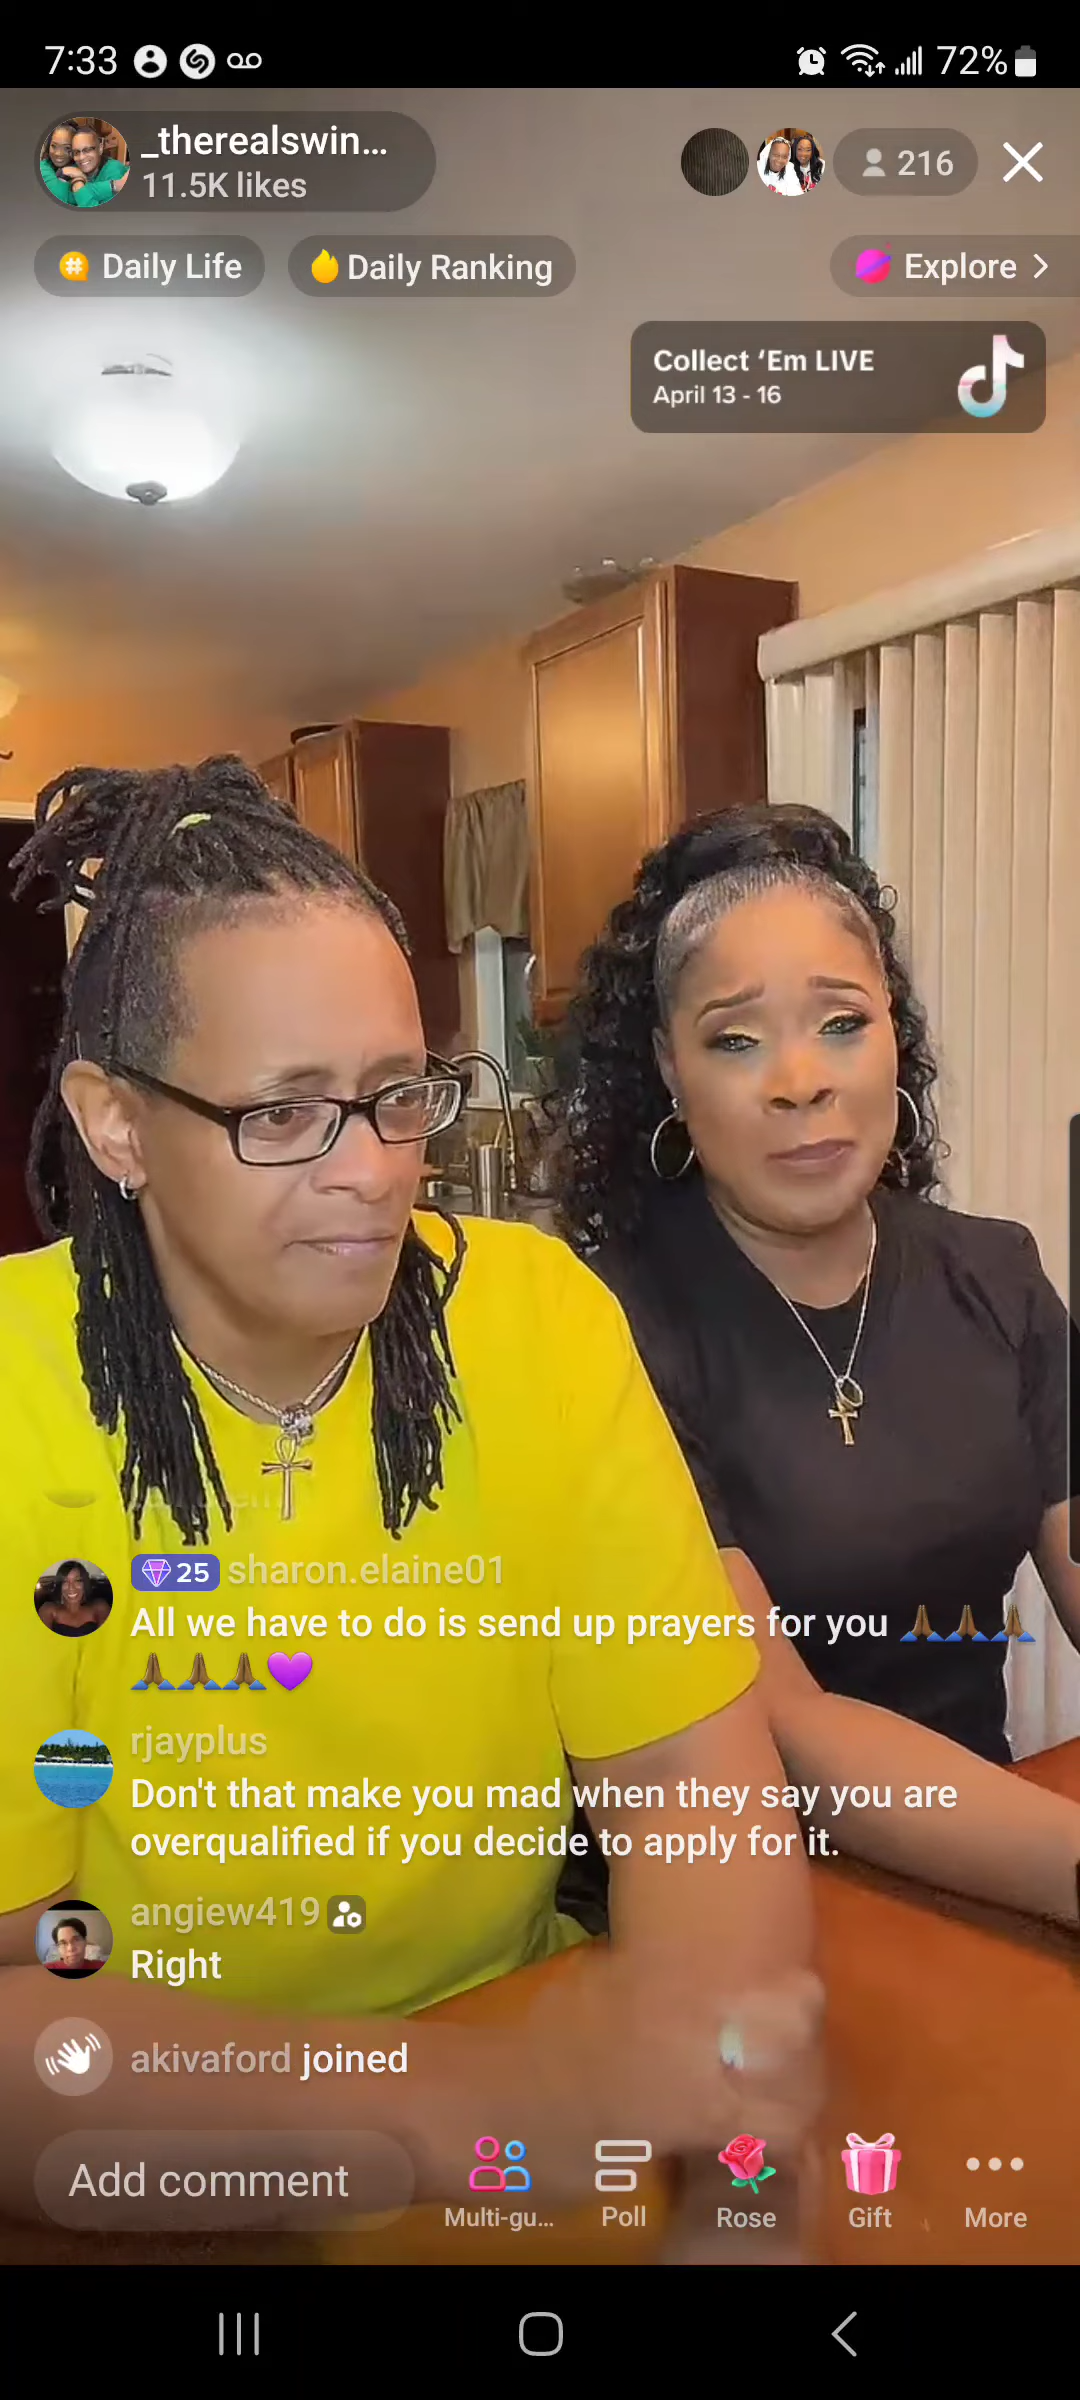 7:33
72%
_therealswin...
11.5K likes
216
Daily Life
Daily Ranking
Explore
Collect ‘Em LIVE
April 13 - 16
25 sharon.elaine01
All we have to do is send up prayers for you 🙏🏾🙏🏾🙏🏾
🙏🏾🙏🏾🙏🏾💜
rjayplus
Don't that make you mad when they say you are
overqualified if you decide to apply for it.
angiew419
Right
akivaford joined
Add comment
Multi-gu...
Poll
Rose
Gift
More